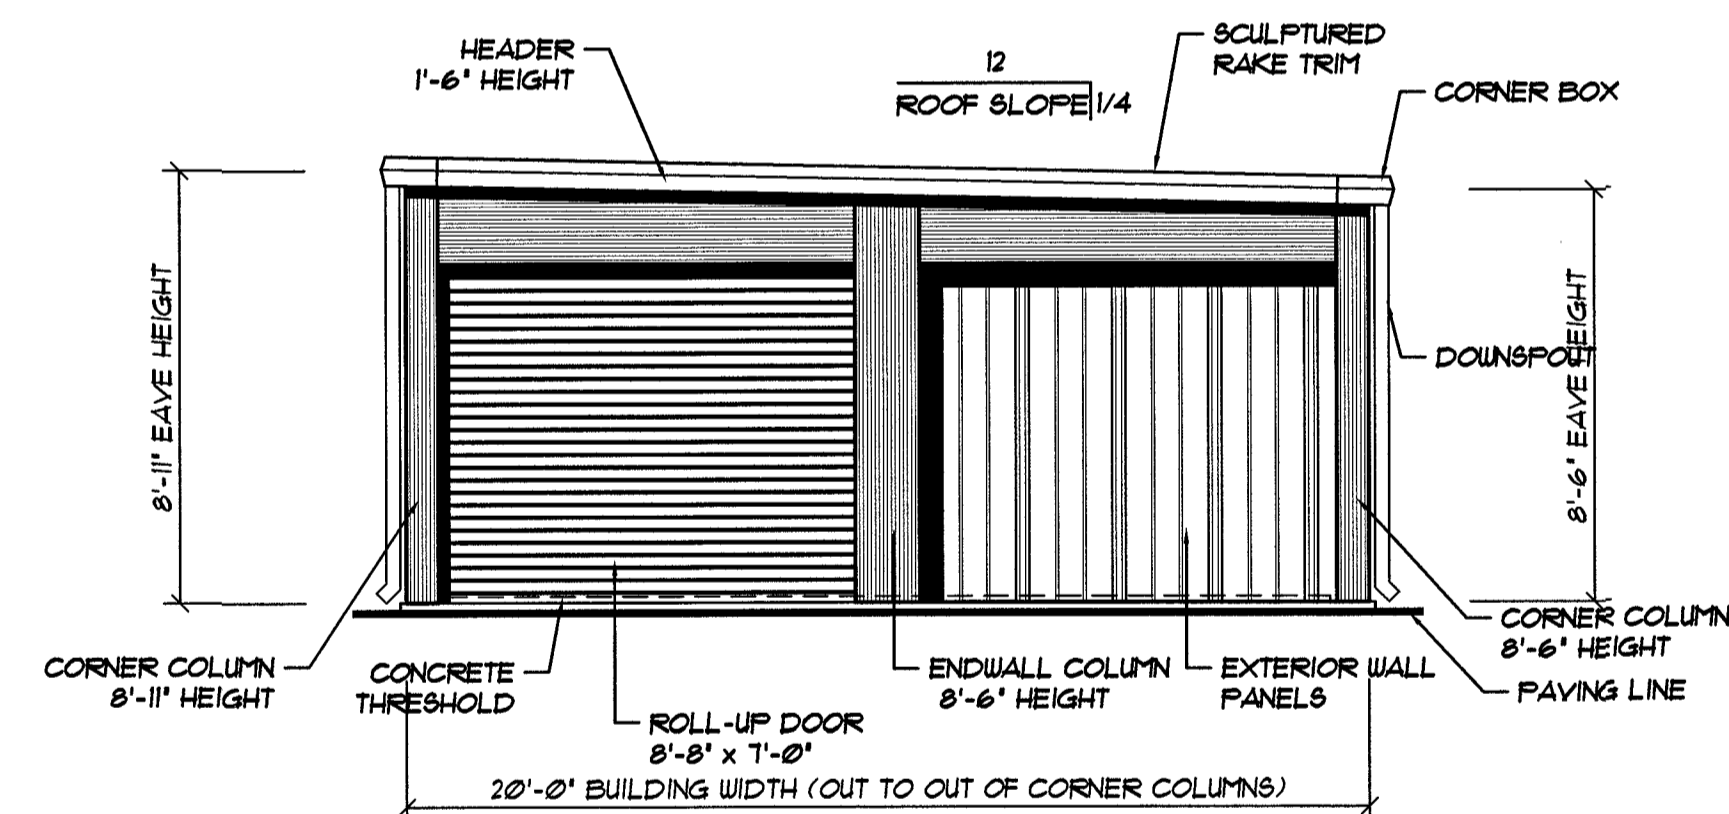 HEADER
1'-6" HEIGHT
12
ROOF SLOPE 1/4
SCULPTURED
RAKE TRIM
CORNER BOX
8'-11" EAVE HEIGHT
8'-6" EAVE HEIGHT
DOWNSPOUT
CORNER COLUMN
8'-11" HEIGHT
CONCRETE
THRESHOLD
ROLL-UP DOOR
8'-8" x 7'-0"
ENDWALL COLUMN
8'-6" HEIGHT
EXTERIOR WALL
PANELS
CORNER COLUMN
8'-6" HEIGHT
PAVING LINE
20'-0" BUILDING WIDTH (OUT TO OUT OF CORNER COLUMNS)